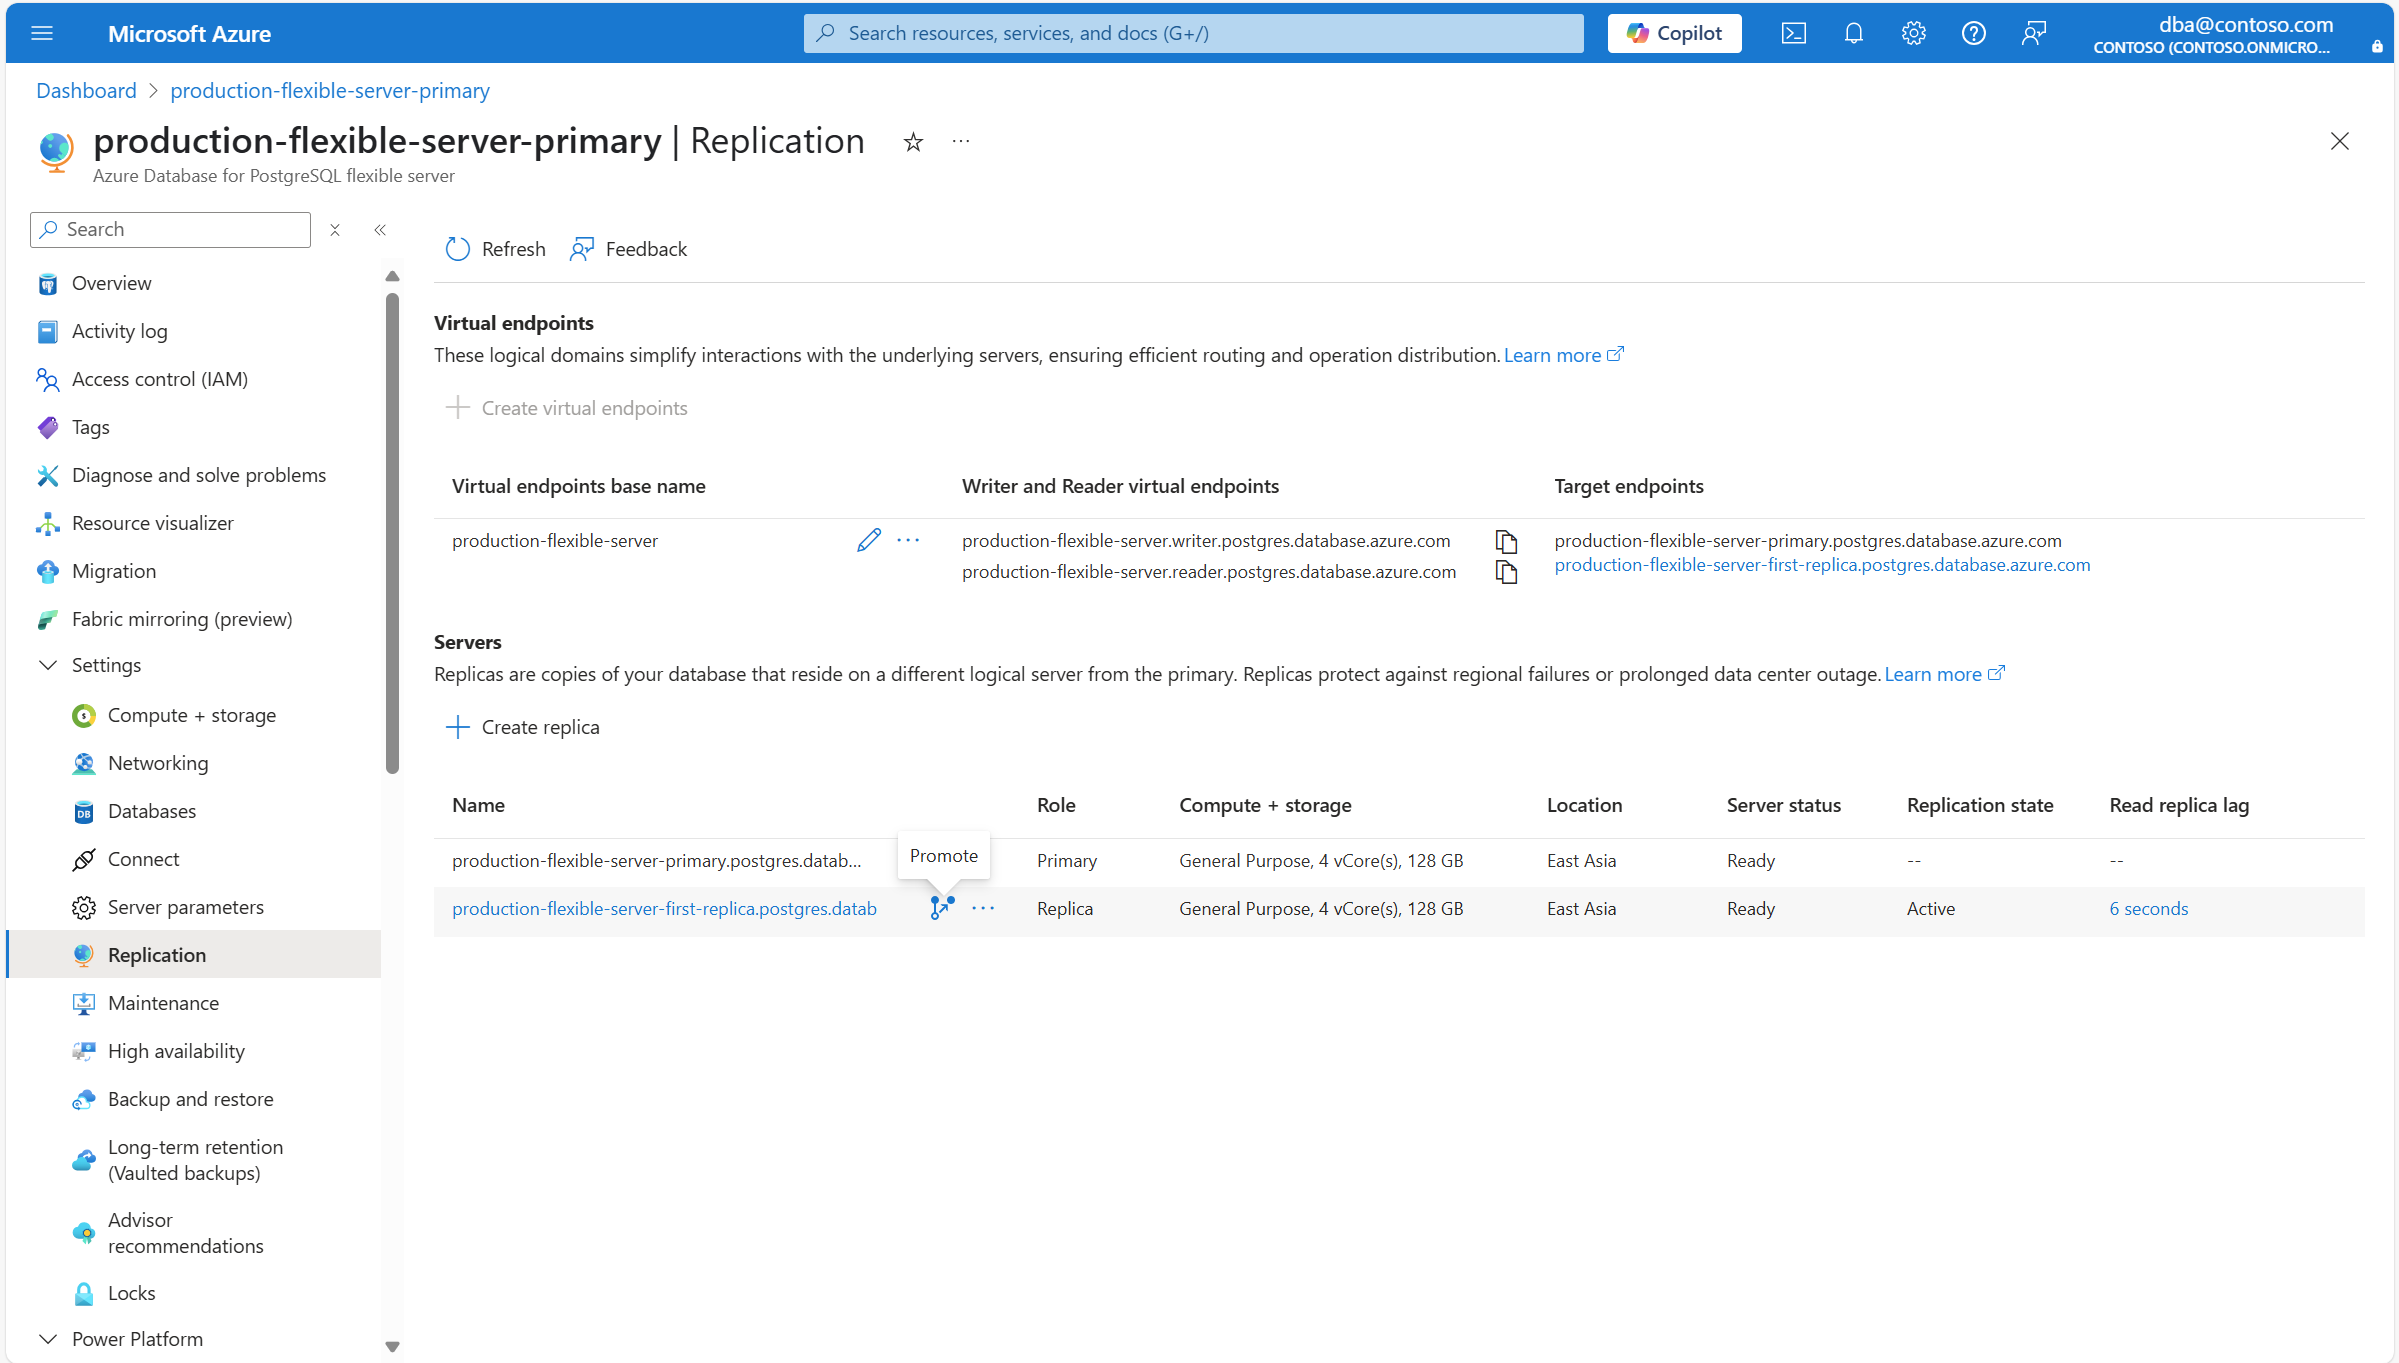 Microsoft Azure
Search resources, services, and docs (G+/)
Copilot
dba@contoso.com
CONTOSO (CONTOSO.ONMICRO...
Dashboard > production-flexible-server-primary
production-flexible-server-primary | Replication
Azure Database for PostgreSQL flexible server
Search
Overview
Activity log
Access control (IAM)
Tags
Diagnose and solve problems
Resource visualizer
Migration
Fabric mirroring (preview)
Settings
Compute + storage
Networking
Databases
Connect
Server parameters
Replication
Maintenance
High availability
Backup and restore
Long-term retention
(Vaulted backups)
Advisor
recommendations
Locks
Power Platform
Refresh Feedback
Virtual endpoints
These logical domains simplify interactions with the underlying servers, ensuring efficient routing and operation distribution. Learn more
Create virtual endpoints
Virtual endpoints base name Writer and Reader virtual endpoints Target endpoints
production-flexible-server ··· production-flexible-server.writer.postgres.database.azure.com production-flexible-server-primary.postgres.database.azure.com
production-flexible-server.reader.postgres.database.azure.com production-flexible-server-first-replica.postgres.database.azure.com
Servers
Replicas are copies of your database that reside on a different logical server from the primary. Replicas protect against regional failures or prolonged data center outage. Learn more
Create replica
Name Role Compute + storage Location Server status Replication state Read replica lag
Promote
production-flexible-server-primary.postgres.datab... Primary General Purpose, 4 vCore(s), 128 GB East Asia Ready -- --
production-flexible-server-first-replica.postgres.datab ··· Replica General Purpose, 4 vCore(s), 128 GB East Asia Ready Active 6 seconds